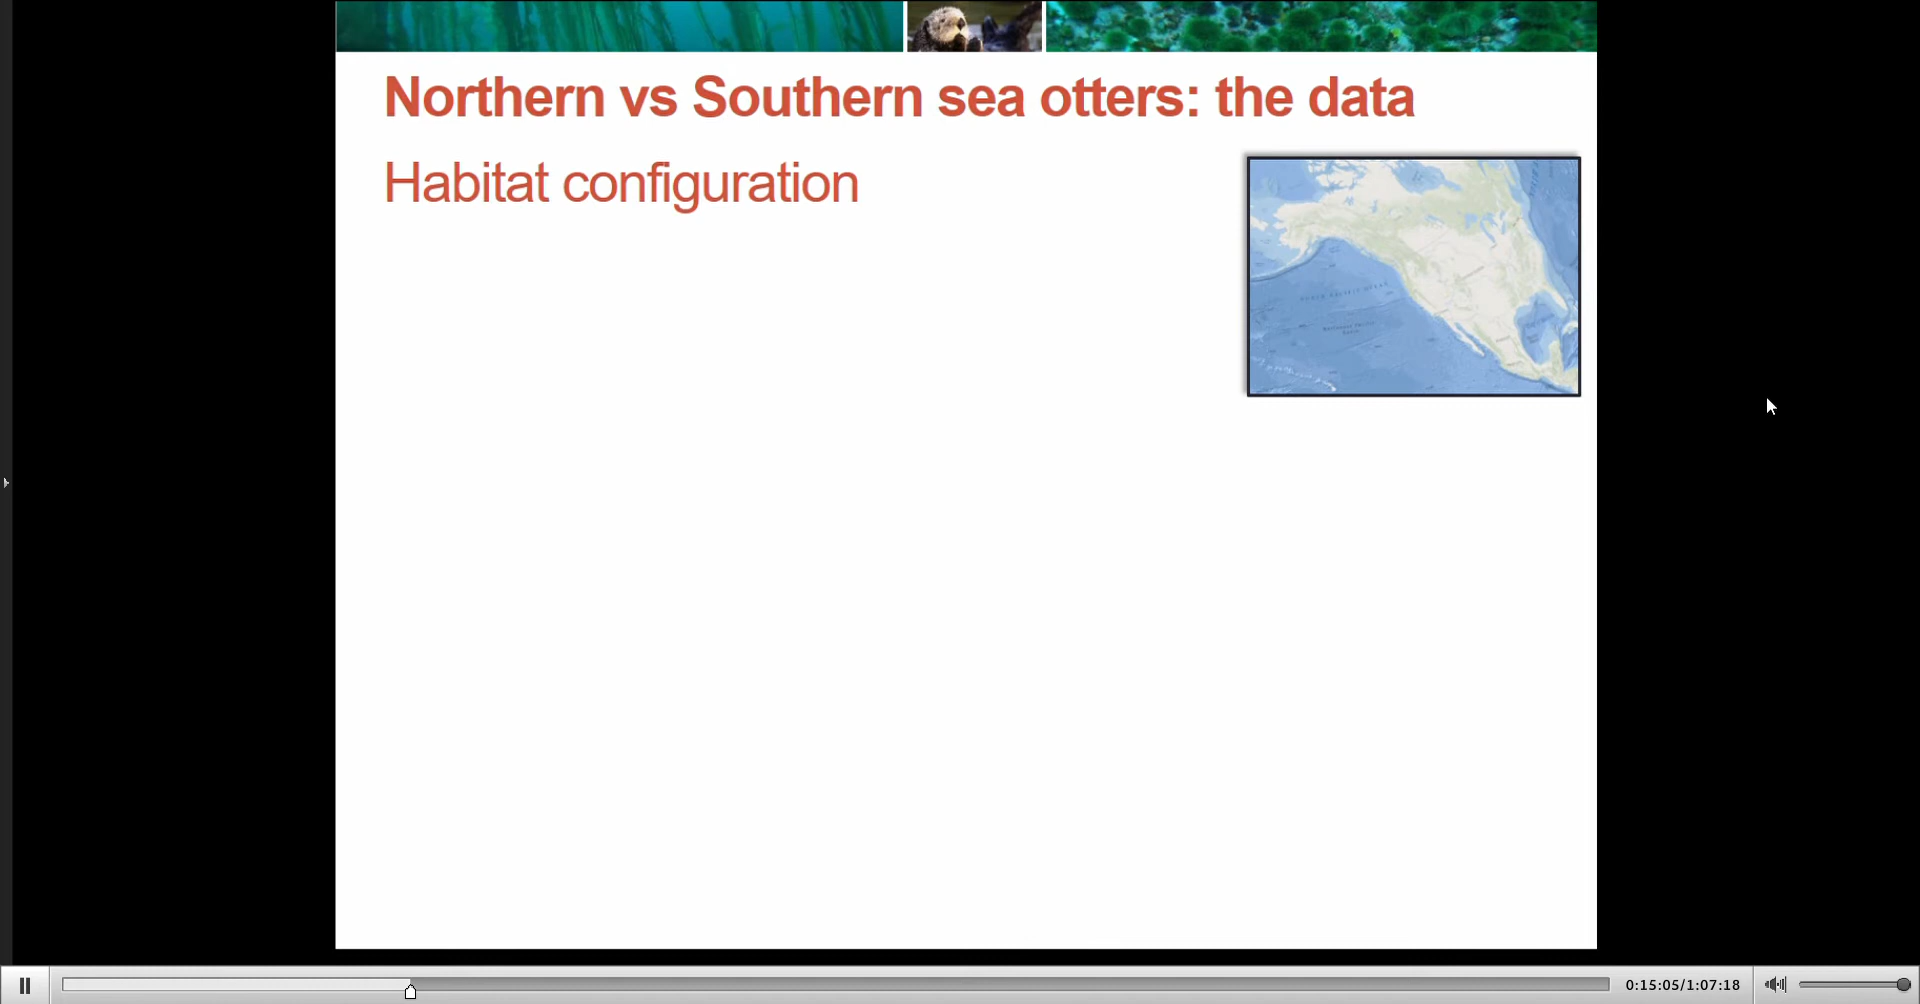 Northern vs Southern sea otters: the data
Habitat configuration
0:15:05/1:07:18